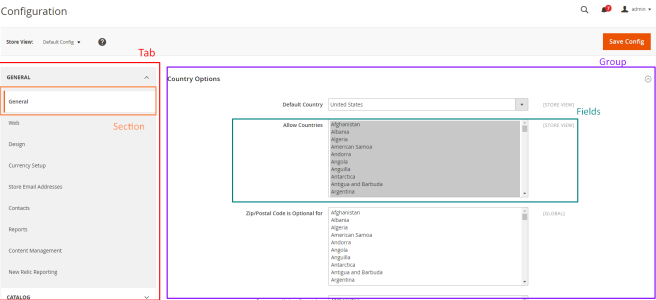 Configuration
admin
Store View: Default Config
?
Save Config
Tab
Group
GENERAL
Country Options
General
Default Country
United States
[STORE VIEW]
Fields
Web
Section
Allow Countries
Afghanistan
Albania
Algeria
American Samoa
Andorra
Angola
Anguilla
Antarctica
Antigua and Barbuda
Argentina
[STORE VIEW]
Design
Currency Setup
Store Email Addresses
Contacts
Reports
Content Management
New Relic Reporting
CATALOG
Zip/Postal Code is Optional for
Afghanistan
Albania
Algeria
American Samoa
Andorra
Angola
Anguilla
Antarctica
Antigua and Barbuda
Argentina
[GLOBAL]